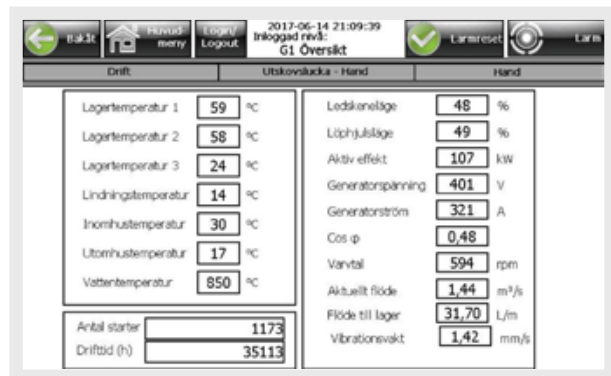 Bakåt
Huvud
meny
Login/
Logout
2017-06-14 21:09:39
Inloggad
nivå:
G1 Översikt
Larmreset
Larm
Drift
Utskovslucka - Hand
Hand
Lagertemperatur 1 59 °C
Lagertemperatur 2 58 °C
Lagertemperatur 3 24 °C
Lindningstemperatur 14 °C
Inomhustemperatur 30 °C
Utomhustemperatur 17 °C
Vattentemperatur 850 °C
Antal starter 1173
Drifttid (h) 35113
Ledskeneläge 48 %
Löphjulsläge 49 %
Aktiv effekt 107 kW
Generatorspänning 401 V
Generatorström 321 A
Cos φ 0,48
Varvtal 594 rpm
Aktuellt flöde 1,44 m³/s
Flöde till lager 31,70 L/m
Vibrationsvakt 1,42 mm/s